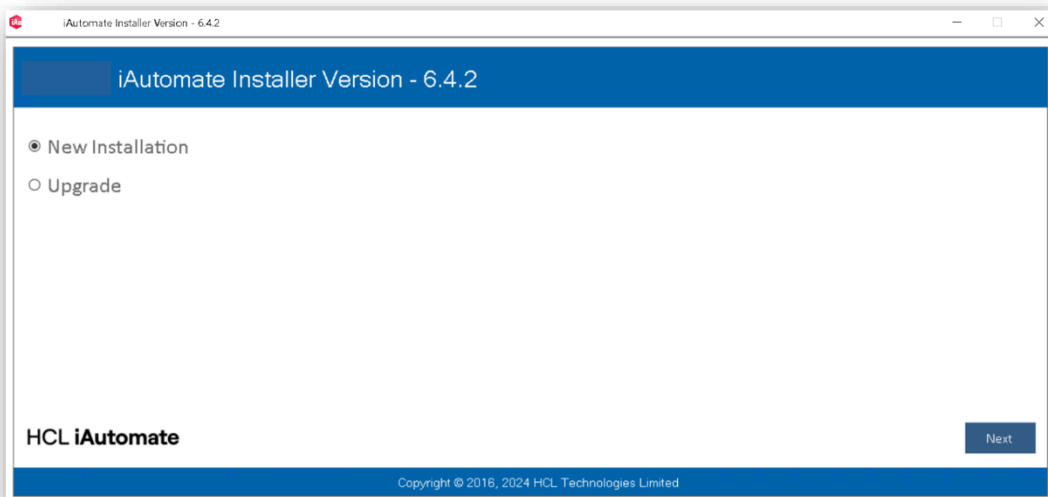 iAutomate Installer Version - 6.4.2
iAutomate Installer Version - 6.4.2
New Installation
Upgrade
HCL iAutomate
Next
Copyright © 2016, 2024 HCL Technologies Limited